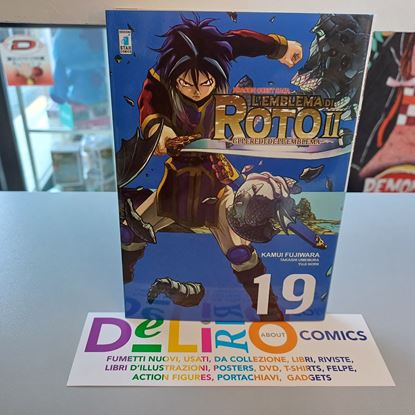 STAR COMICS
DRAGON QUEST SAGA
L'EMBLEMA DI
ROTO II
GLI EREDI DELL'EMBLEMA
KAMUI FUJIWARA
TAKASHI UMEMURA
YUJI HORII
19
DeLiRiO ABOUT COMICS
FUMETTI NUOVI, USATI, DA COLLEZIONE, LIBRI, RIVISTE,
LIBRI D'ILLUSTRAZIONI, POSTERS, DVD, T-SHIRTS, FELPE,
ACTION FIGURES, PORTACHIAVI, GADGETS